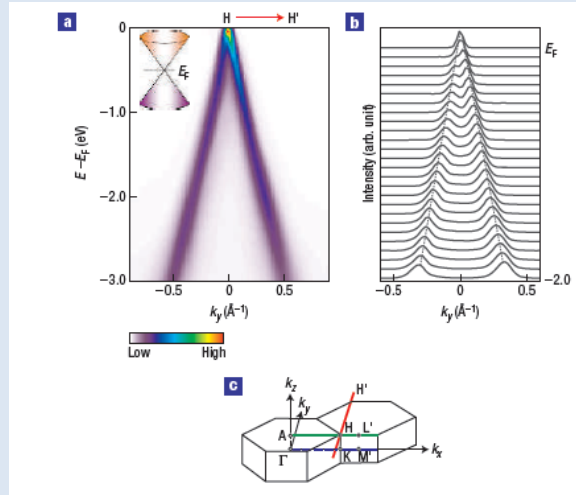 a
H → H'
b
0
E_F
E_F
-1.0
E –E_F (eV)
Intensity (arb. unit)
-2.0
-3.0
-2.0
-0.5
0
0.5
-0.5
0
0.5
k_y (Å⁻¹)
k_y (Å⁻¹)
Low
High
c
k_z
k_y
H'
A
H
L'
Γ
K
M'
k_x